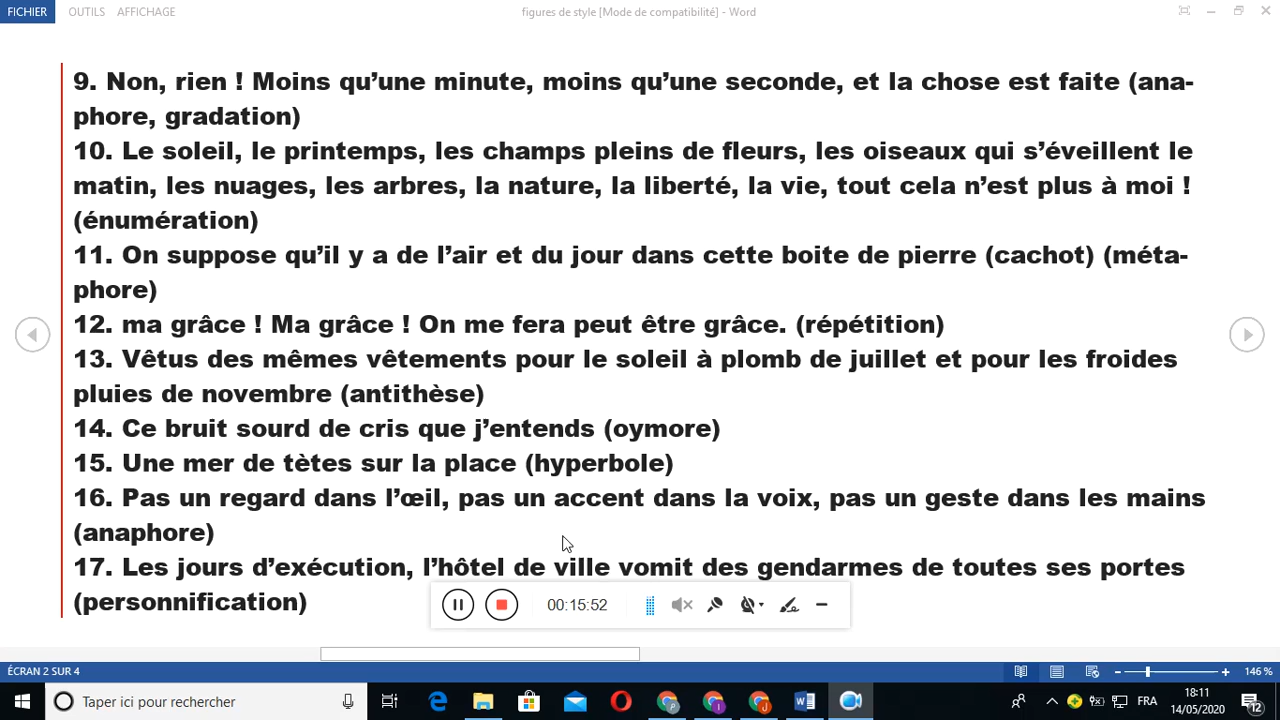 FICHIER OUTILS AFFICHAGE figures de style [Mode de compatibilité] - Word
9. Non, rien ! Moins qu’une minute, moins qu’une seconde, et la chose est faite (ana-
phore, gradation)
10. Le soleil, le printemps, les champs pleins de fleurs, les oiseaux qui s’éveillent le
matin, les nuages, les arbres, la nature, la liberté, la vie, tout cela n’est plus à moi !
(énumération)
11. On suppose qu’il y a de l’air et du jour dans cette boite de pierre (cachot) (méta-
phore)
12. ma grâce ! Ma grâce ! On me fera peut être grâce. (répétition)
13. Vêtus des mêmes vêtements pour le soleil à plomb de juillet et pour les froides
pluies de novembre (antithèse)
14. Ce bruit sourd de cris que j’entends (oymore)
15. Une mer de tètes sur la place (hyperbole)
16. Pas un regard dans l’œil, pas un accent dans la voix, pas un geste dans les mains
(anaphore)
17. Les jours d’exécution, l’hôtel de ville vomit des gendarmes de toutes ses portes
(personnification)
00:15:52
ÉCRAN 2 SUR 4 146 %
Taper ici pour rechercher FRA 18:11
14/05/2020 12